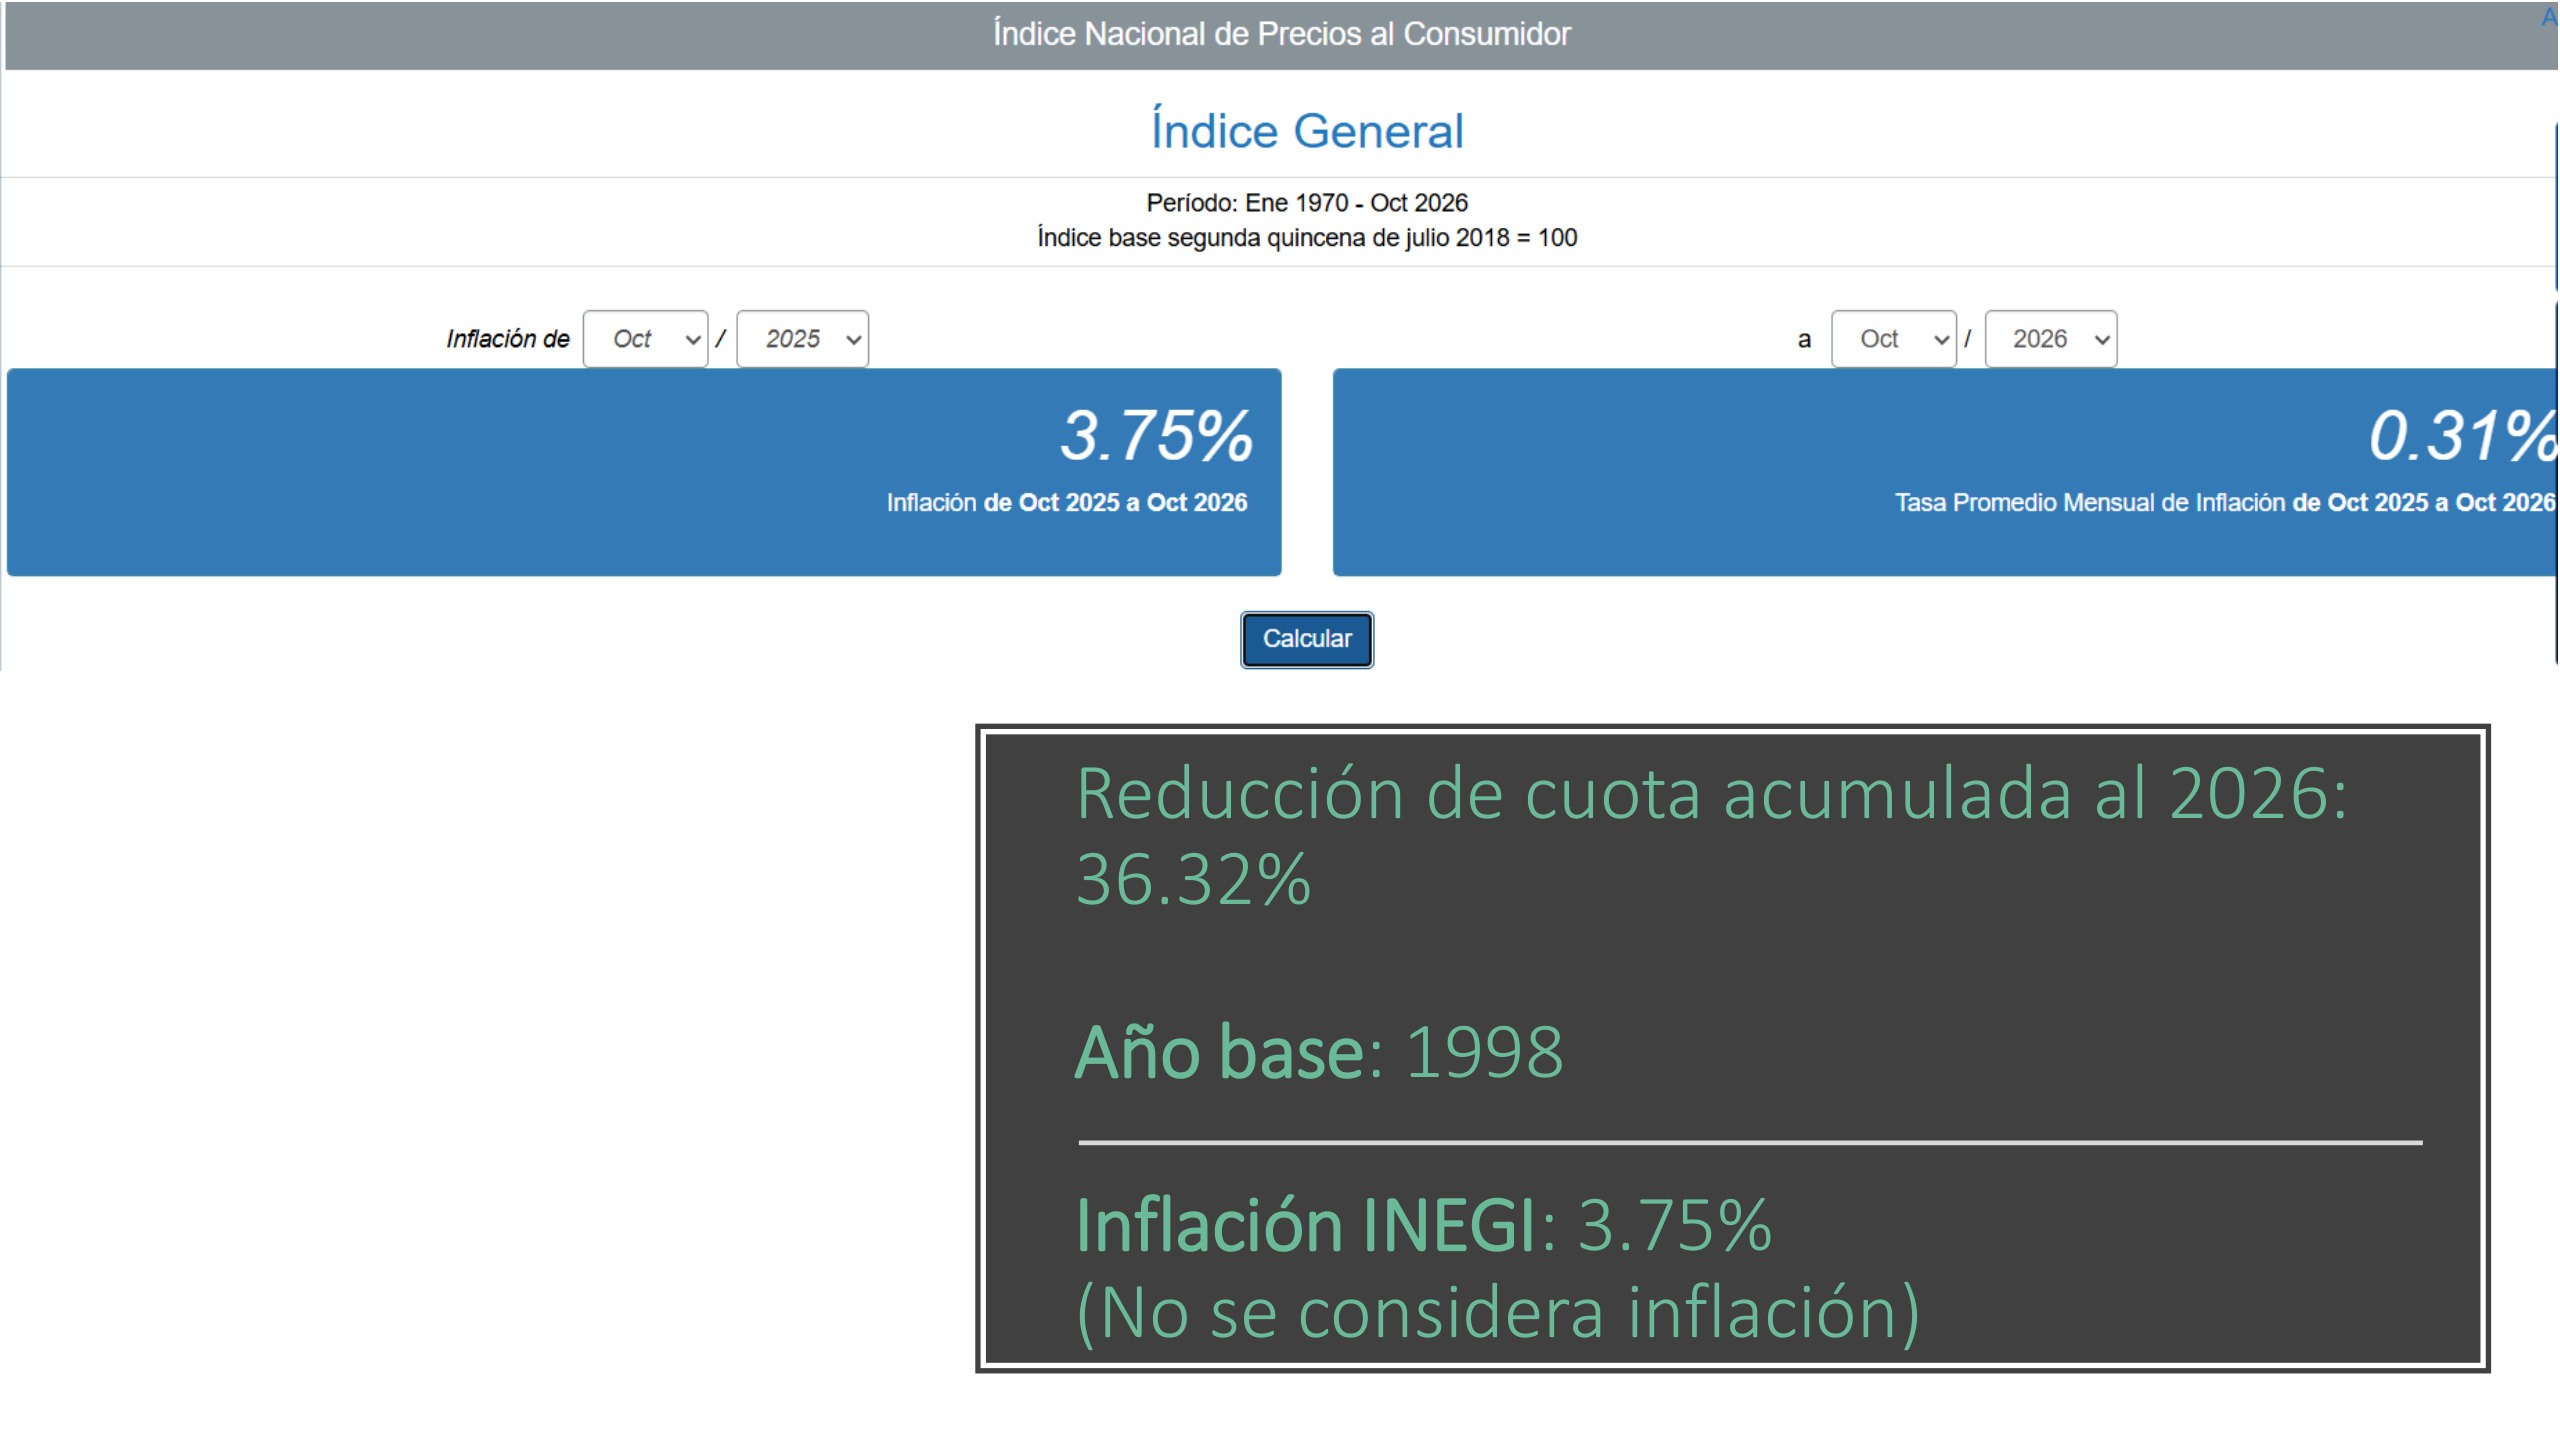 Índice Nacional de Precios al Consumidor
A
Índice General
Período: Ene 1970 - Oct 2026
Índice base segunda quincena de julio 2018 = 100
Inflación de Oct / 2025 a Oct / 2026
3.75%
Inflación de Oct 2025 a Oct 2026
0.31%
Tasa Promedio Mensual de Inflación de Oct 2025 a Oct 2026
Calcular
Reducción de cuota acumulada al 2026:
36.32%
Año base: 1998
Inflación INEGI: 3.75%
(No se considera inflación)